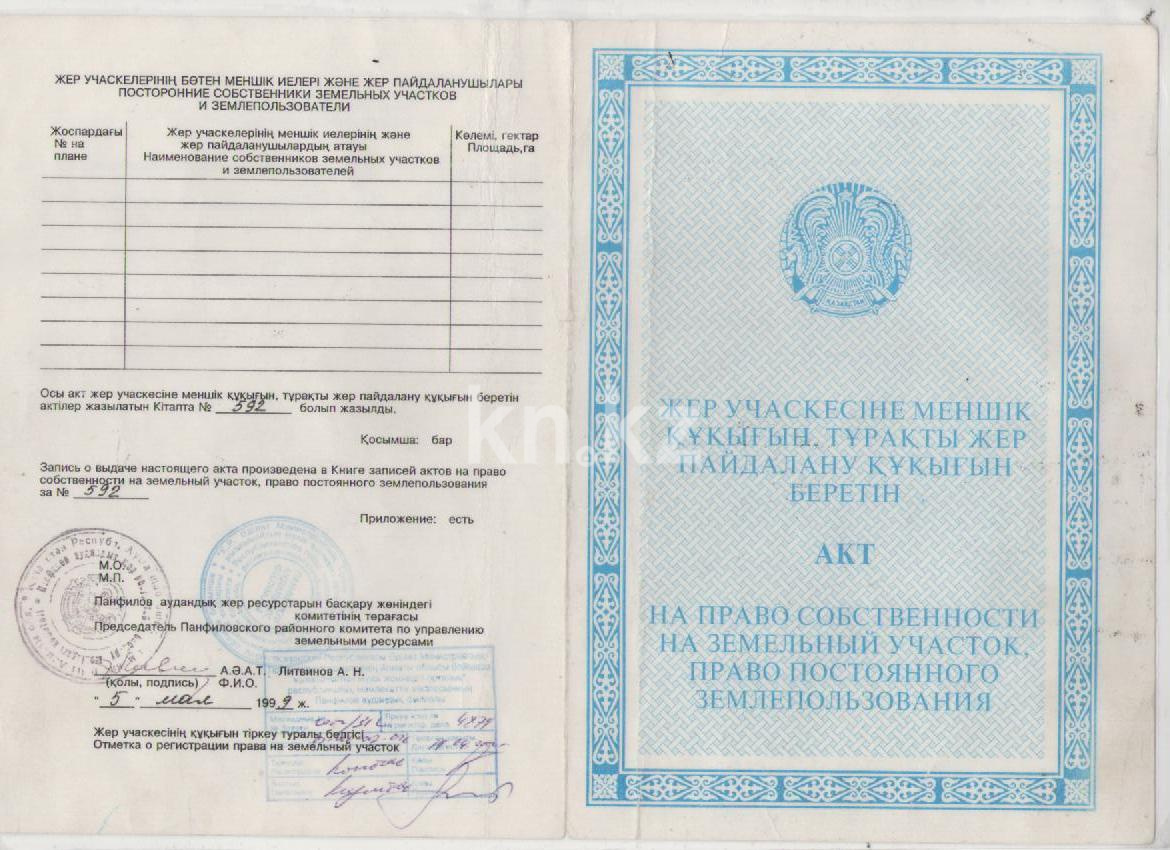 ЖЕР УЧАСКЕЛЕРІНІҢ БӨТЕН МЕНШІК ИЕЛЕРІ ЖӘНЕ ЖЕР ПАЙДАЛАНУШЫЛАРЫ
ПОСТОРОННИЕ СОБСТВЕННИКИ ЗЕМЕЛЬНЫХ УЧАСТКОВ
И ЗЕМЛЕПОЛЬЗОВАТЕЛИ
Жоспардағы
№ на
плане
Жер учаскелерінің меншік иелерінің және
жер пайдаланушылардың атауы
Наименование собственников земельных участков
и землепользователей
Көлемі, гектар
Площадь,га
Осы акт жер учаскесіне меншік құқығын, тұрақты жер пайдалану құқығын беретін
актілер жазылатын Кітапта № 592 болып жазылды.
Қосымша: бар
Запись о выдаче настоящего акта произведена в Книге записей актов на право
собственности на земельный участок, право постоянного землепользования
за № 592
Приложение: есть
М.О.
М.П.
Панфилов аудандық жер ресурстарын басқару жөніндегі
комитетінің төрағасы
Председатель Панфиловского районного комитета по управлению
земельными ресурсами
А.Ә.А.Т. Литвинов А. Н.
(қолы, подпись) Ф.И.О.
"5" мая 1999 ж.
Жер учаскесінің құқығын тіркеу туралы белгісі
Отметка о регистрации права на земельный участок
ҚАЗАҚСТАН
ЖЕР УЧАСКЕСІНЕ МЕНШІК
ҚҰҚЫҒЫН, ТҰРАҚТЫ ЖЕР
ПАЙДАЛАНУ ҚҰҚЫҒЫН
БЕРЕТІН
АКТ
НА ПРАВО СОБСТВЕННОСТИ
НА ЗЕМЕЛЬНЫЙ УЧАСТОК,
ПРАВО ПОСТОЯННОГО
ЗЕМЛЕПОЛЬЗОВАНИЯ
kn.kz